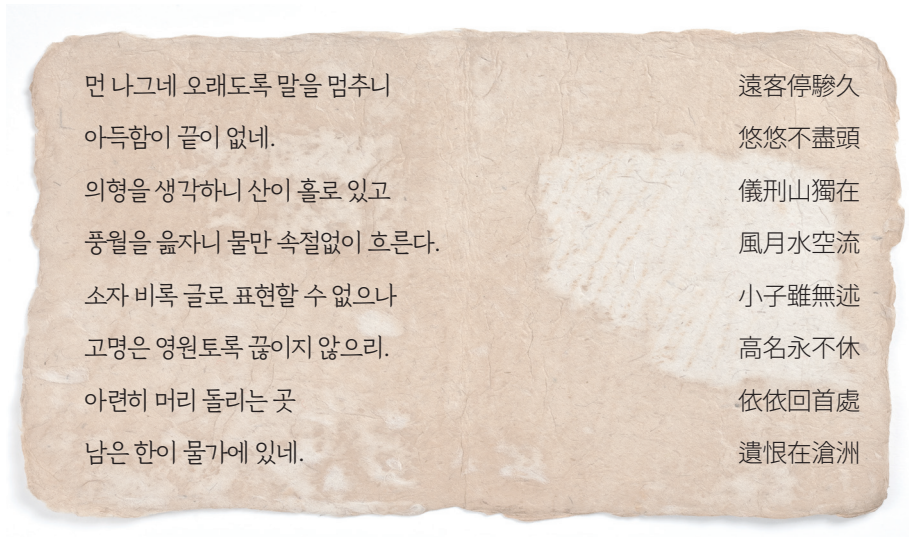 먼 나그네 오래도록 말을 멈추니
아득함이 끝이 없네.
의형을 생각하니 산이 홀로 있고
풍월을 읊자니 물만 속절없이 흐른다.
소자 비록 글로 표현할 수 없으나
고명은 영원토록 끊이지 않으리.
아련히 머리 돌리는 곳
남은 한이 물가에 있네.
遠客停驂久
悠悠不盡頭
儀刑山獨在
風月水空流
小子雖無述
高名永不休
依依回首處
遺恨在滄洲